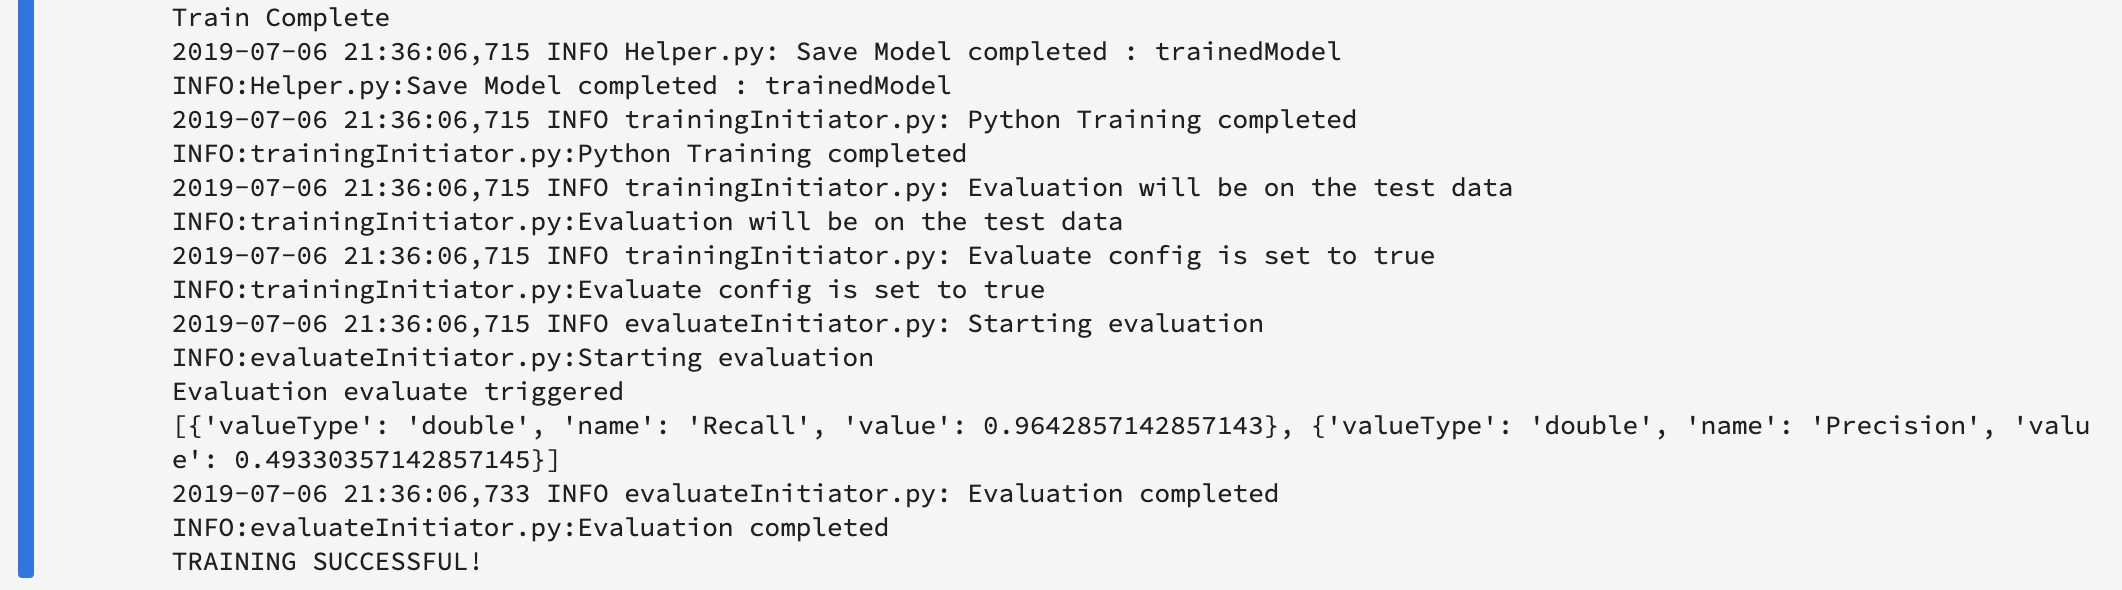 Train Complete
2019-07-06 21:36:06,715 INFO Helper.py: Save Model completed : trainedModel
INFO:Helper.py:Save Model completed : trainedModel
2019-07-06 21:36:06,715 INFO trainingInitiator.py: Python Training completed
INFO:trainingInitiator.py:Python Training completed
2019-07-06 21:36:06,715 INFO trainingInitiator.py: Evaluation will be on the test data
INFO:trainingInitiator.py:Evaluation will be on the test data
2019-07-06 21:36:06,715 INFO trainingInitiator.py: Evaluate config is set to true
INFO:trainingInitiator.py:Evaluate config is set to true
2019-07-06 21:36:06,715 INFO evaluateInitiator.py: Starting evaluation
INFO:evaluateInitiator.py:Starting evaluation
Evaluation evaluate triggered
[{'valueType': 'double', 'name': 'Recall', 'value': 0.9642857142857143}, {'valueType': 'double', 'name': 'Precision', 'valu
e': 0.49330357142857145}]
2019-07-06 21:36:06,733 INFO evaluateInitiator.py: Evaluation completed
INFO:evaluateInitiator.py:Evaluation completed
TRAINING SUCCESSFUL!